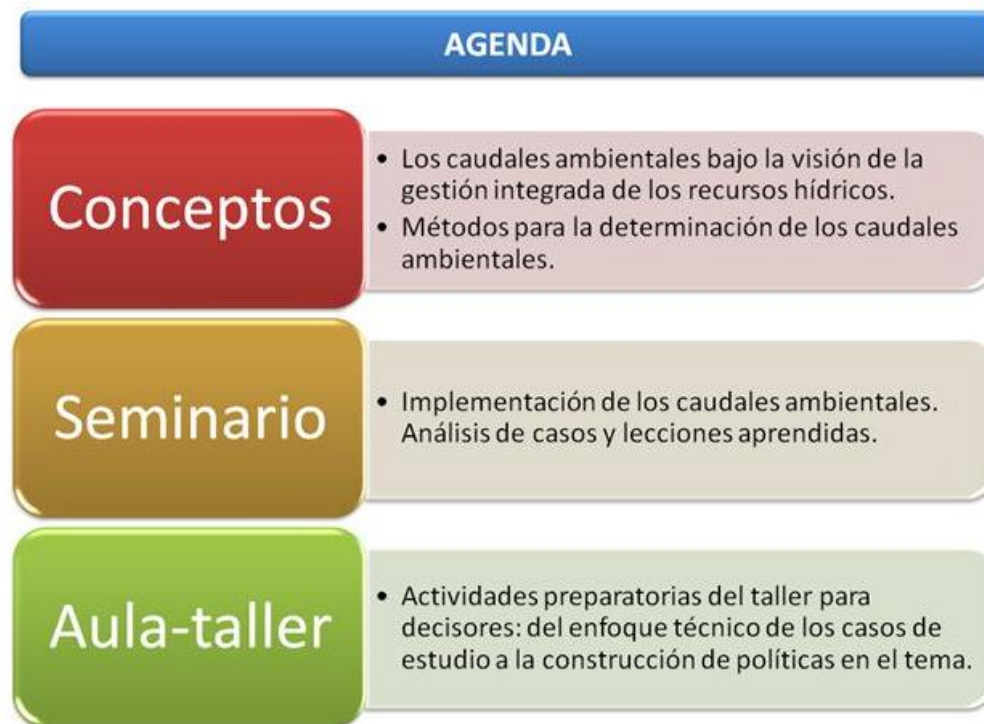 AGENDA
Conceptos
• Los caudales ambientales bajo la visión de la
gestión integrada de los recursos hídricos.
• Métodos para la determinación de los caudales
ambientales.
Seminario
• Implementación de los caudales ambientales.
Análisis de casos y lecciones aprendidas.
Aula-taller
• Actividades preparatorias del taller para
decisores: del enfoque técnico de los casos de
estudio a la construcción de políticas en el tema.